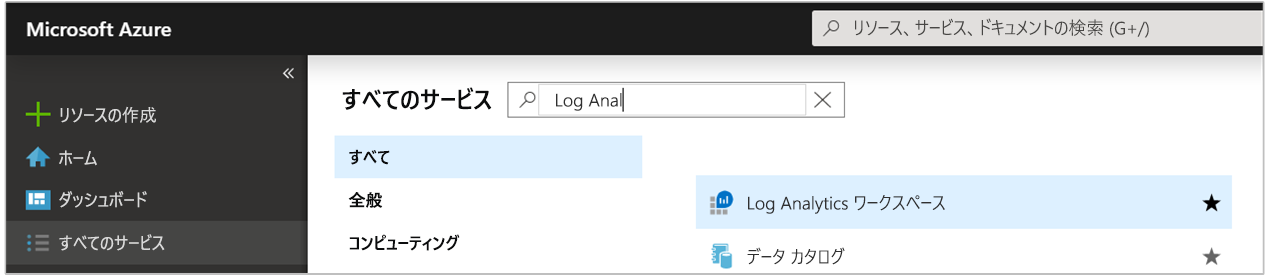 Microsoft Azure
リソース、サービス、ドキュメントの検索 (G+/)
«
リソースの作成
ホーム
ダッシュボード
すべてのサービス
すべてのサービス
Log Anal
すべて
全般
コンピューティング
Log Analytics ワークスペース
データ カタログ